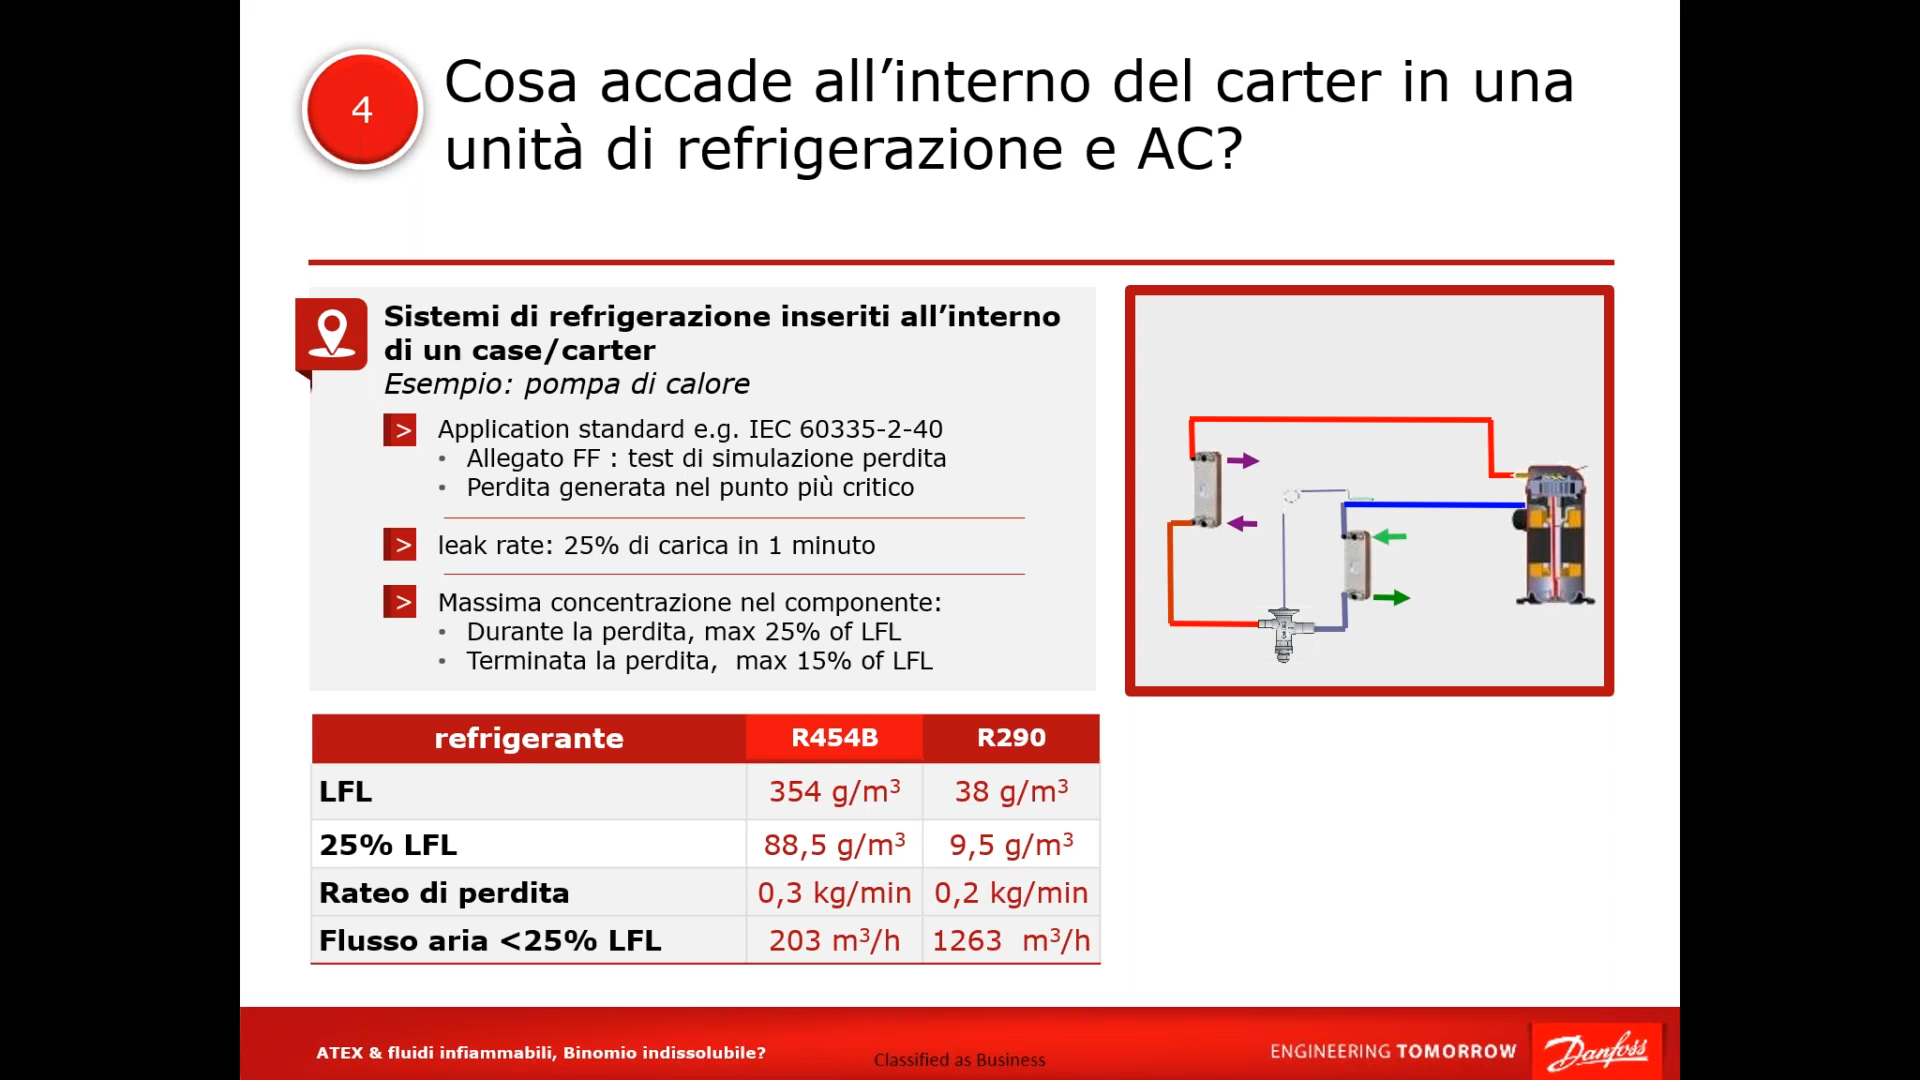 4
Cosa accade all’interno del carter in una
unità di refrigerazione e AC?
Sistemi di refrigerazione inseriti all’interno
di un case/carter
Esempio: pompa di calore
> Application standard e.g. IEC 60335-2-40
• Allegato FF : test di simulazione perdita
• Perdita generata nel punto più critico
> leak rate: 25% di carica in 1 minuto
> Massima concentrazione nel componente:
• Durante la perdita, max 25% of LFL
• Terminata la perdita,  max 15% of LFL
refrigerante R454B R290
LFL 354 g/m³ 38 g/m³
25% LFL 88,5 g/m³ 9,5 g/m³
Rateo di perdita 0,3 kg/min 0,2 kg/min
Flusso aria <25% LFL 203 m³/h 1263  m³/h
ATEX & fluidi infiammabili, Binomio indissolubile?
Classified as Business
ENGINEERING TOMORROW
Danfoss